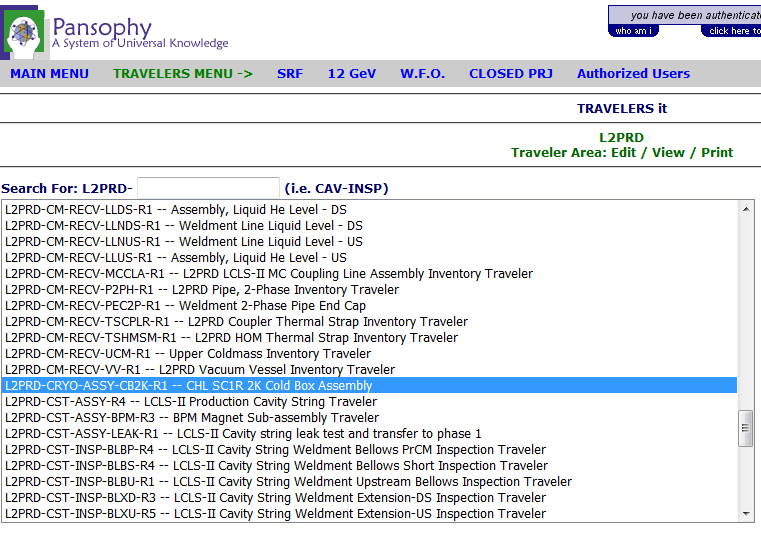 Pansophy
A System of Universal Knowledge
you have been authenticate
who am i
click here to
MAIN MENU TRAVELERS MENU -> SRF 12 GeV W.F.O. CLOSED PRJ Authorized Users
TRAVELERS it
L2PRD
Traveler Area: Edit / View / Print
Search For: L2PRD- (i.e. CAV-INSP)
L2PRD-CM-RECV-LLDS-R1 -- Assembly, Liquid He Level - DS
L2PRD-CM-RECV-LLNDS-R1 -- Weldment Line Liquid Level - DS
L2PRD-CM-RECV-LLNUS-R1 -- Weldment Line Liquid Level - US
L2PRD-CM-RECV-LLUS-R1 -- Assembly, Liquid He Level - US
L2PRD-CM-RECV-MCCLA-R1 -- L2PRD LCLS-II MC Coupling Line Assembly Inventory Traveler
L2PRD-CM-RECV-P2PH-R1 -- L2PRD Pipe, 2-Phase Inventory Traveler
L2PRD-CM-RECV-PEC2P-R1 -- Weldment 2-Phase Pipe End Cap
L2PRD-CM-RECV-TSCPLR-R1 -- L2PRD Coupler Thermal Strap Inventory Traveler
L2PRD-CM-RECV-TSHMSM-R1 -- L2PRD HOM Thermal Strap Inventory Traveler
L2PRD-CM-RECV-UCM-R1 -- Upper Coldmass Inventory Traveler
L2PRD-CM-RECV-VV-R1 -- L2PRD Vacuum Vessel Inventory Traveler
L2PRD-CRYO-ASSY-CB2K-R1 -- CHL SC1R 2K Cold Box Assembly
L2PRD-CST-ASSY-R4 -- LCLS-II Production Cavity String Traveler
L2PRD-CST-ASSY-BPM-R3 -- BPM Magnet Sub-assembly Traveler
L2PRD-CST-ASSY-LEAK-R1 -- LCLS-II Cavity string leak test and transfer to phase 1
L2PRD-CST-INSP-BLBP-R4 -- LCLS-II Cavity String Weldment Bellows PrCM Inspection Traveler
L2PRD-CST-INSP-BLBS-R4 -- LCLS-II Cavity String Weldment Bellows Short Inspection Traveler
L2PRD-CST-INSP-BLBU-R1 -- LCLS-II Cavity String Weldment Upstream Bellows Inspection Traveler
L2PRD-CST-INSP-BLXD-R3 -- LCLS-II Cavity String Weldment Extension-DS Inspection Traveler
L2PRD-CST-INSP-BLXU-R5 -- LCLS-II Cavity String Weldment Extension-US Inspection Traveler